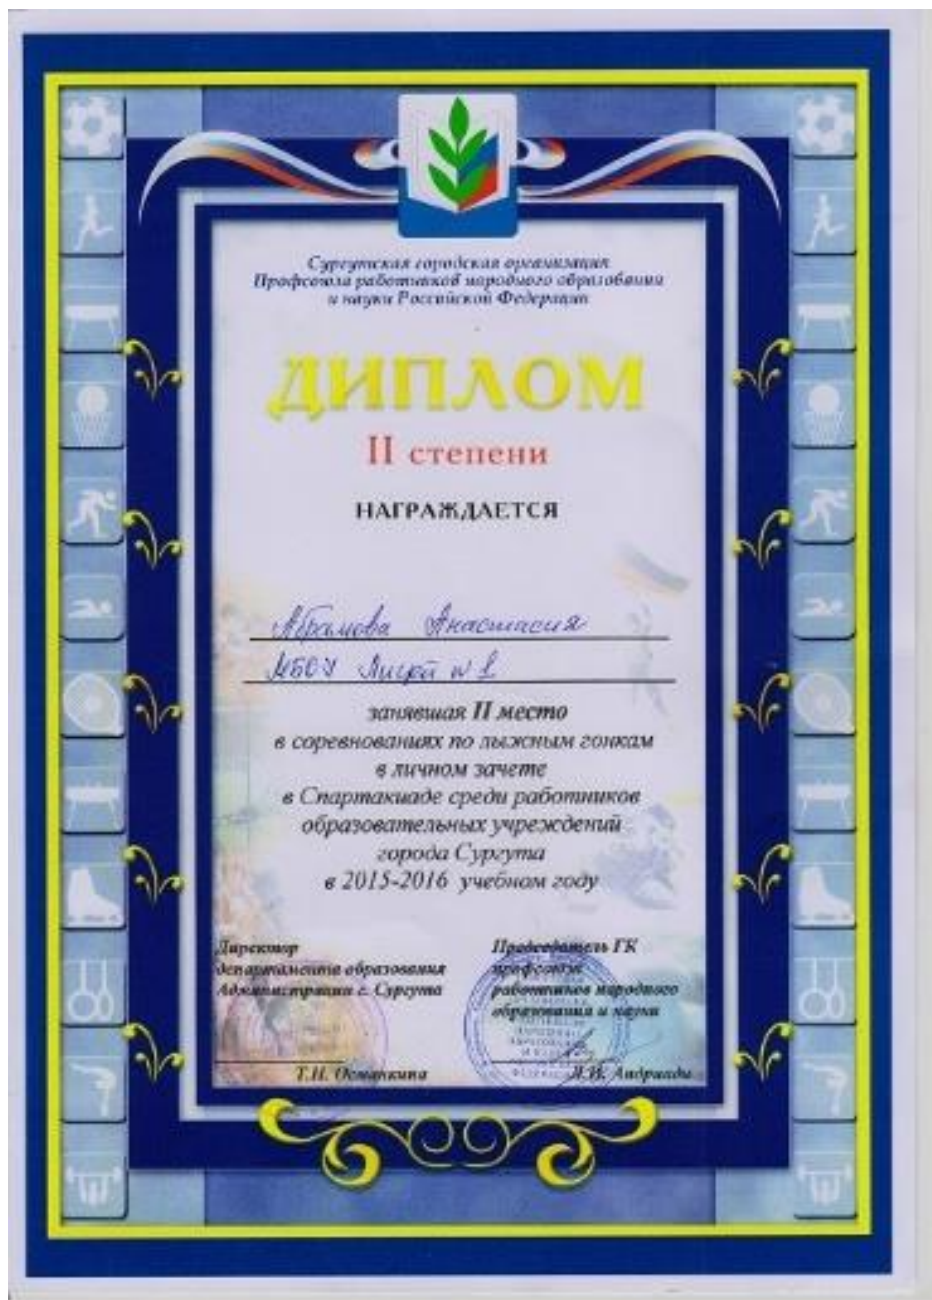 Сургутская городская организация
Профсоюза работников народного образования
и науки Российской Федерации
ДИПЛОМ
II степени
НАГРАЖДАЕТСЯ
Абрамова Анастасия
МБОУ Лицей №1
занявшая II место
в соревнованиях по лыжным гонкам
в личном зачете
в Спартакиаде среди работников
образовательных учреждений
города Сургута
в 2015-2016 учебном году
Директор
департамента образования
Администрации г. Сургута
Т.Н. Османкина
Председатель ГК
профсоюза
работников народного
образования и науки
Л.И. Андриади